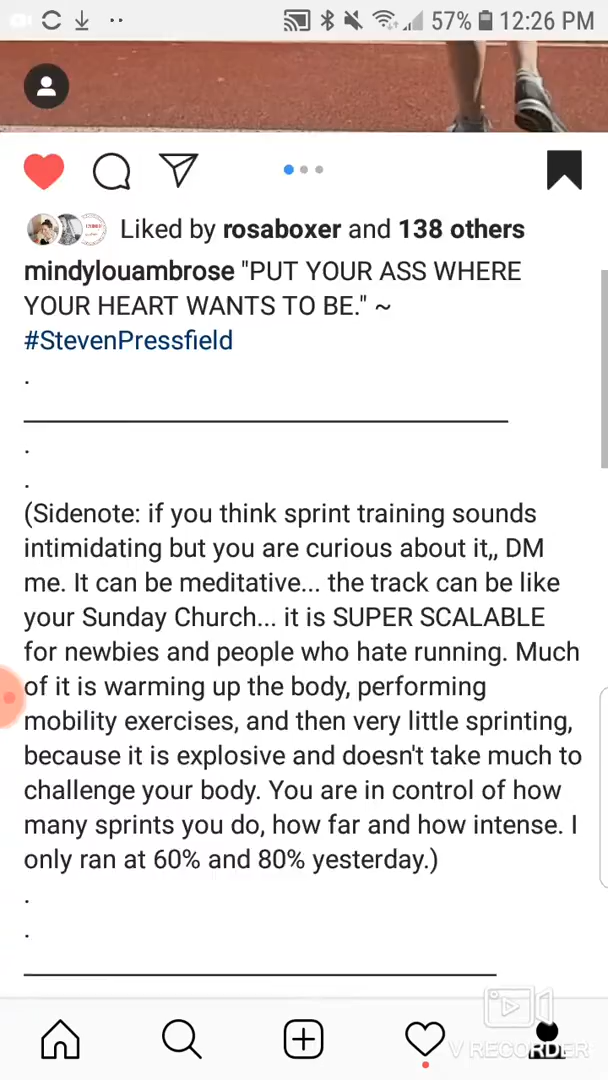 57% 12:26 PM
Liked by rosaboxer and 138 others
mindylouambrose "PUT YOUR ASS WHERE
YOUR HEART WANTS TO BE." ~
#StevenPressfield
.
.
.
(Sidenote: if you think sprint training sounds
intimidating but you are curious about it,, DM
me. It can be meditative... the track can be like
your Sunday Church... it is SUPER SCALABLE
for newbies and people who hate running. Much
of it is warming up the body, performing
mobility exercises, and then very little sprinting,
because it is explosive and doesn't take much to
challenge your body. You are in control of how
many sprints you do, how far and how intense. I
only ran at 60% and 80% yesterday.)
.
.
V RECORDER